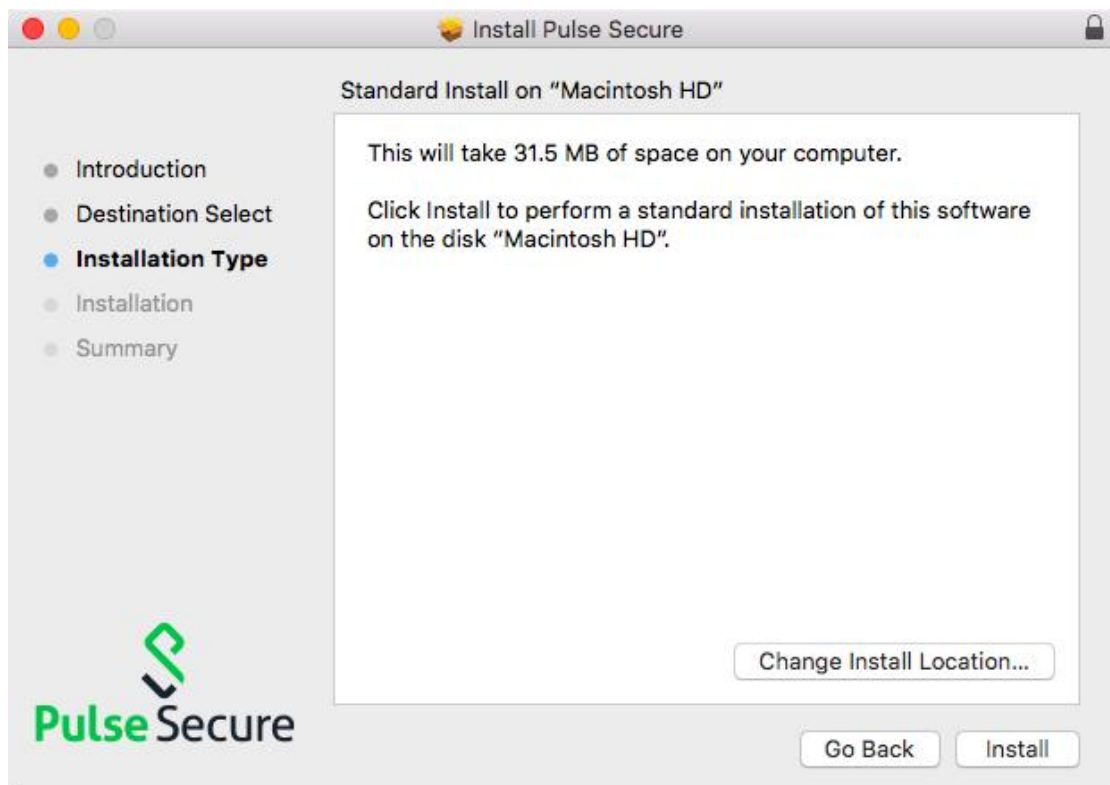 Install Pulse Secure
Standard Install on “Macintosh HD”
Introduction
Destination Select
Installation Type
Installation
Summary
This will take 31.5 MB of space on your computer.
Click Install to perform a standard installation of this software
on the disk “Macintosh HD”.
Change Install Location...
Pulse Secure
Go Back
Install